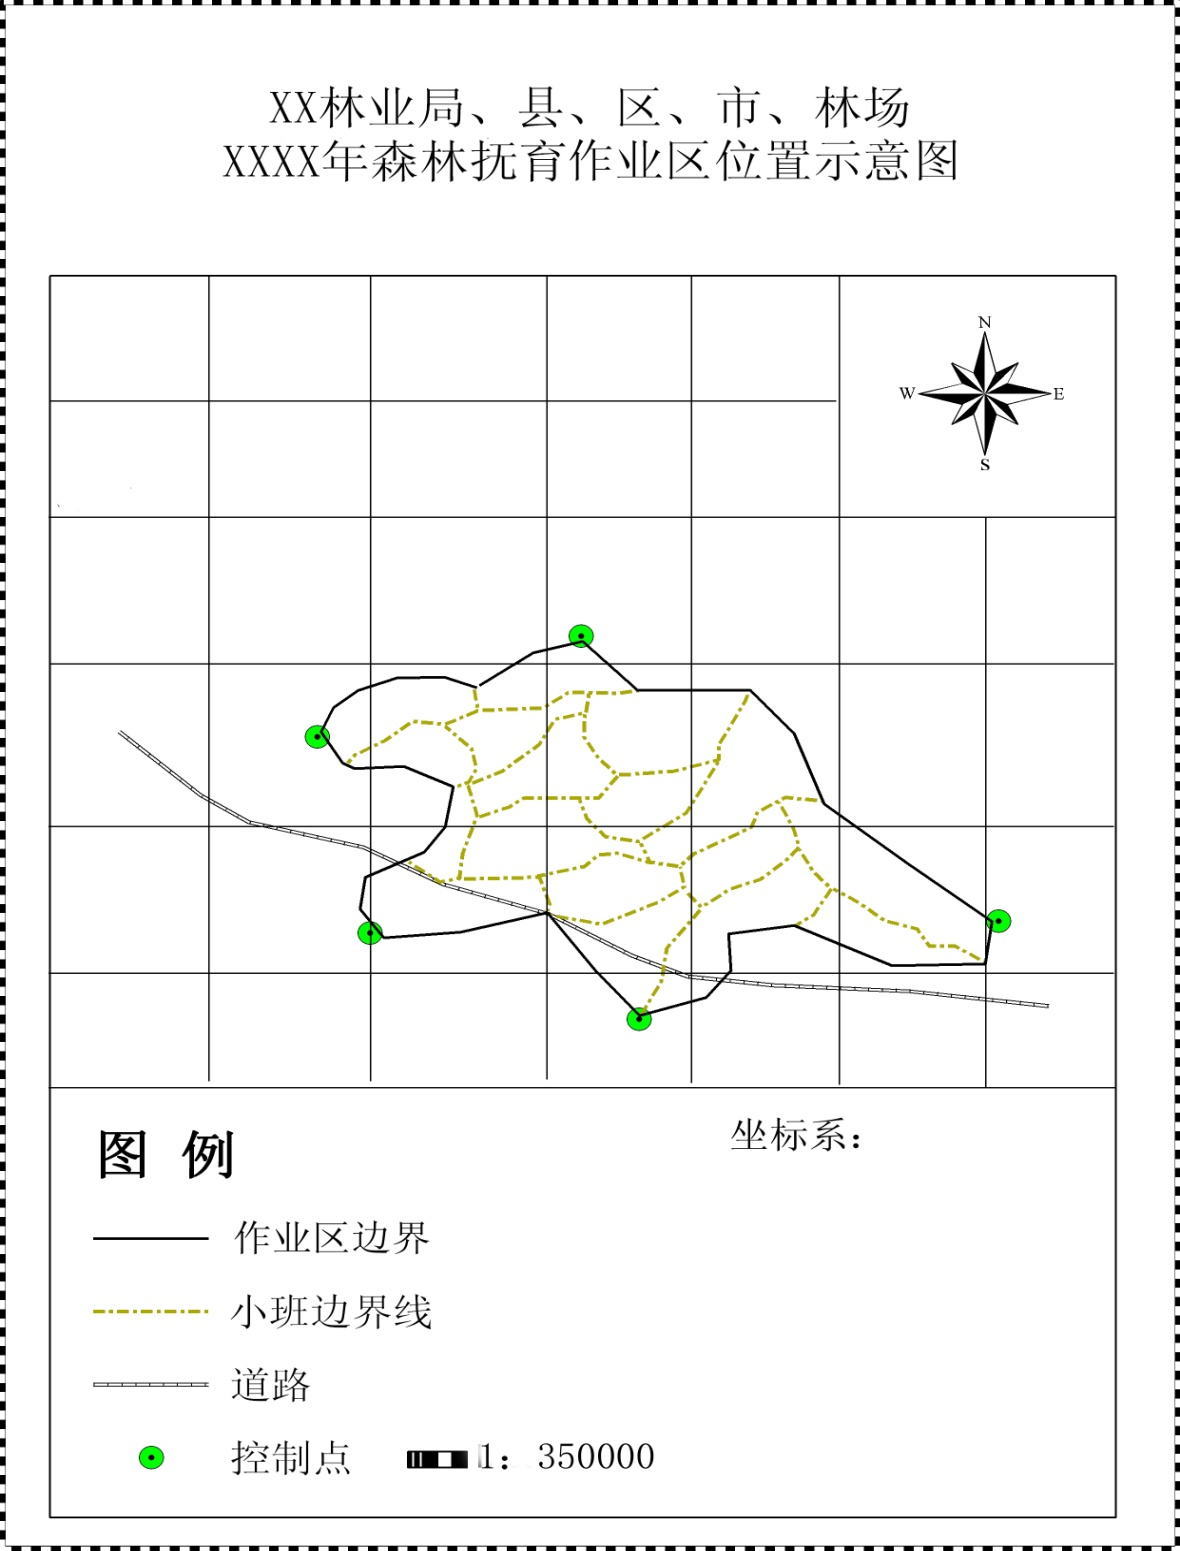 XX林业局、县、区、市、林场
XXXX年森林抚育作业区位置示意图
N
W
E
S
图 例
坐标系：
作业区边界
小班边界线
道路
控制点
1：350000